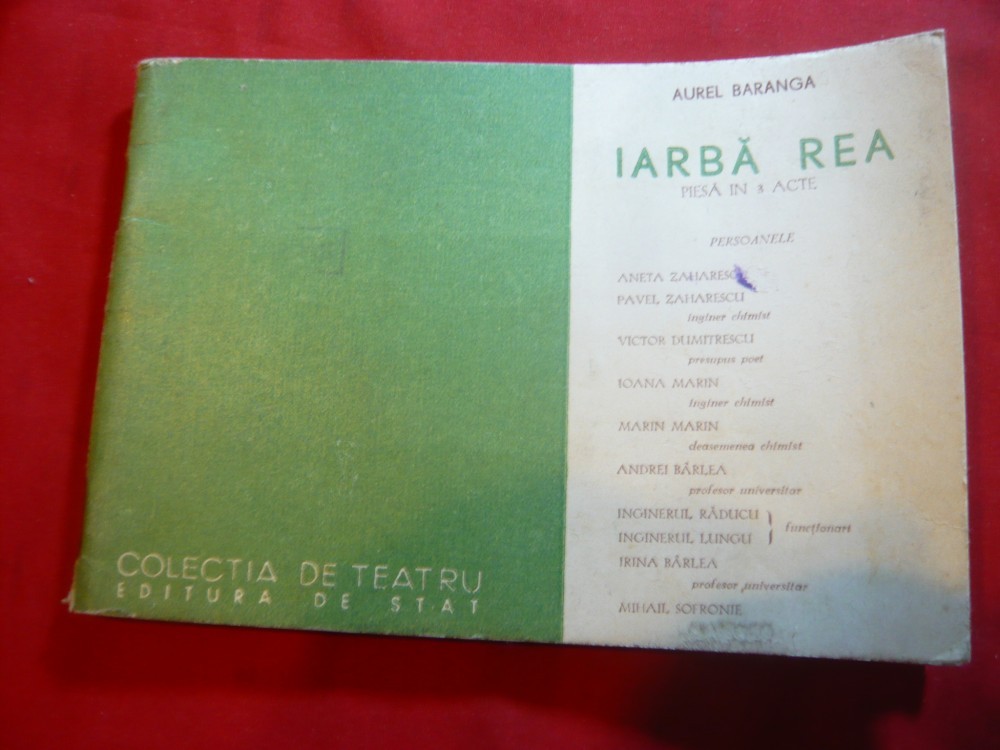 AUREL BARANGA
IARBĂ REA
PIESĂ IN 3 ACTE
PERSOANELE
ANETA ZAHARESCU
PAVEL ZAHARESCU
inginer chimist
VICTOR DUMITRESCU
presupus poet
IOANA MARIN
inginer chimist
MARIN MARIN
deasemenea chimist
ANDREI BÂRLEA
profesor universitar
INGINERUL RĂDUCU
INGINERUL LUNGU
funcționari
IRINA BÂRLEA
profesor universitar
MIHAIL SOFRONIE
COLECTIA DE TEATRU
EDITURA DE STAT